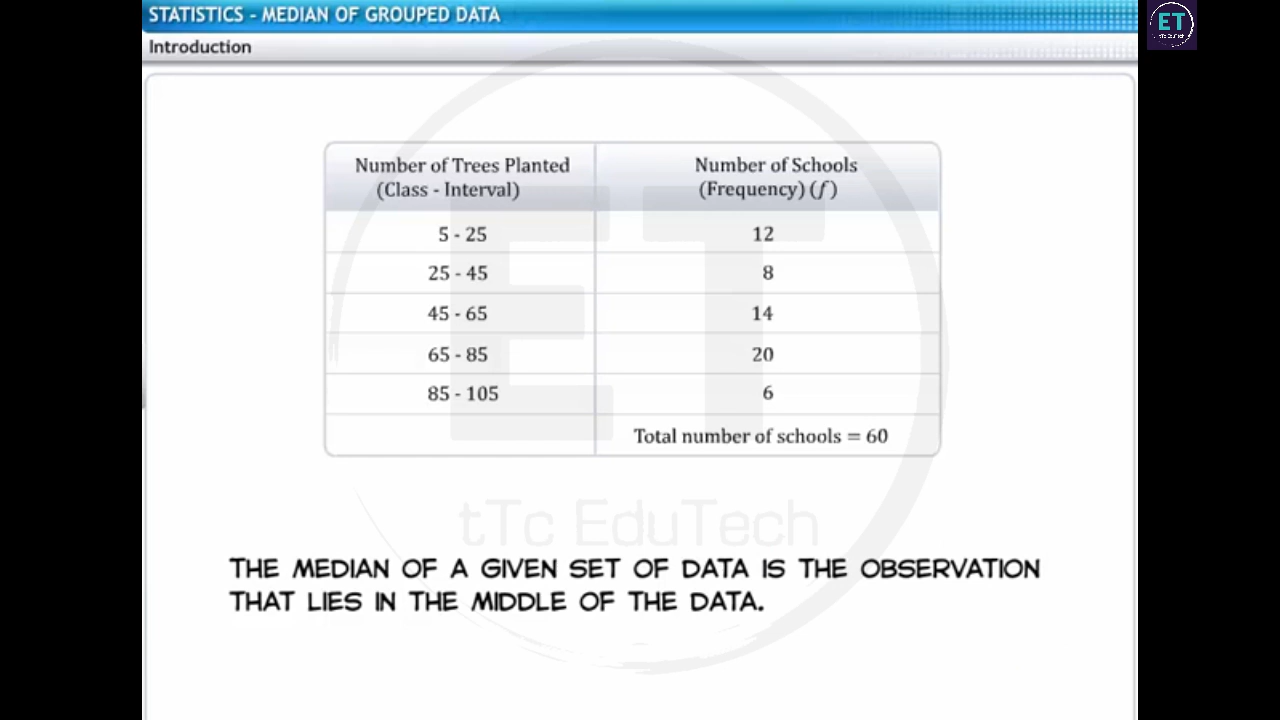 STATISTICS - MEDIAN OF GROUPED DATA
ET
Introduction
Number of Trees Planted
(Class - Interval)
Number of Schools
(Frequency) (f)
5 - 25 12
25 - 45 8
45 - 65 14
65 - 85 20
85 - 105 6
Total number of schools = 60
ET
tTc EduTech
THE MEDIAN OF A GIVEN SET OF DATA IS THE OBSERVATION
THAT LIES IN THE MIDDLE OF THE DATA.